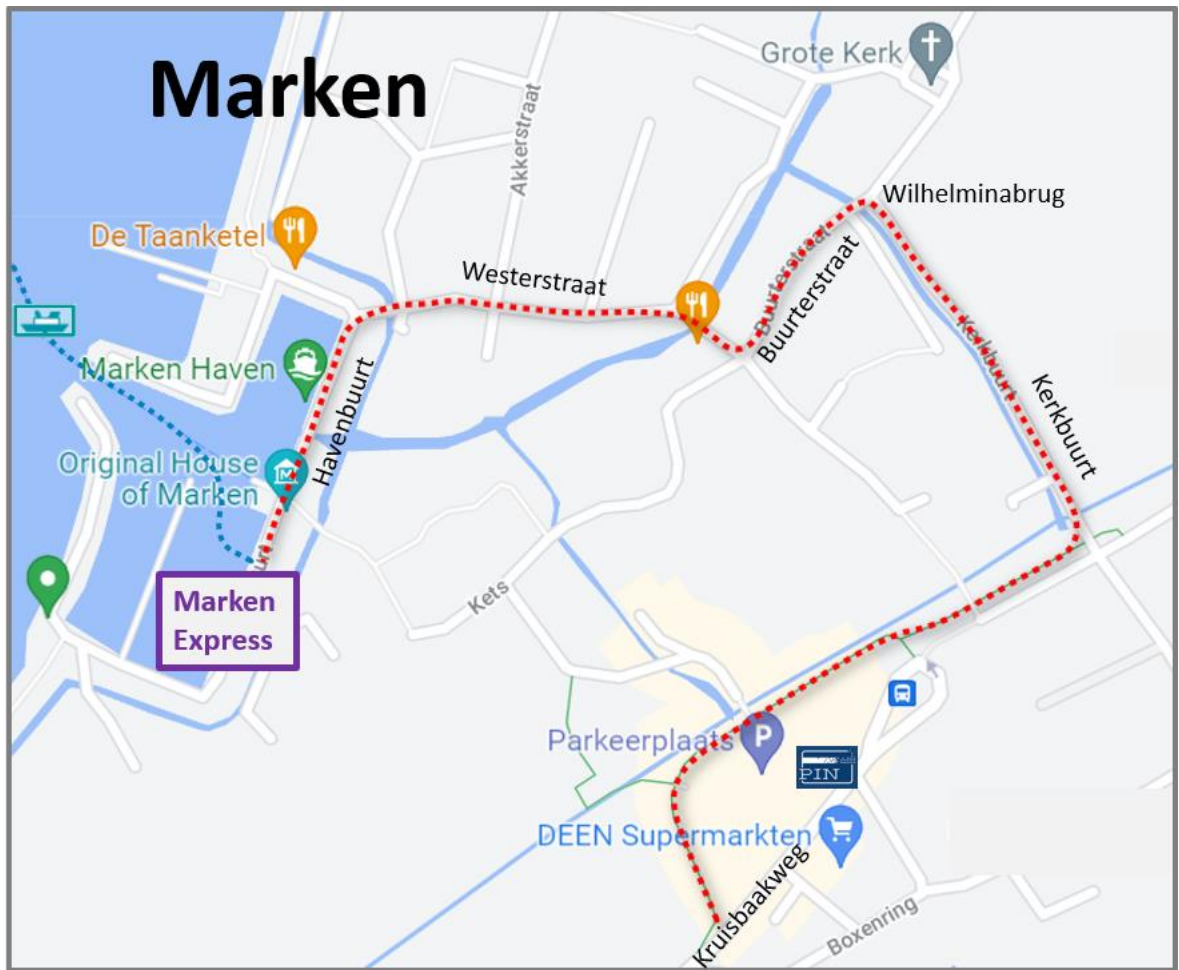 Marken
Grote Kerk
Akkerstraat
Wilhelminabrug
De Taanketel
Westerstraat
Buurterstraat
Buurterstraat
Marken Haven
Havenbuurt
Kerkbuurt
Kerkbuurt
Original House
of Marken
urt
Marken
Express
Kets
Parkeerplaats
P
PIN
DEEN Supermarkten
Kruisbaakweg
Boxenring